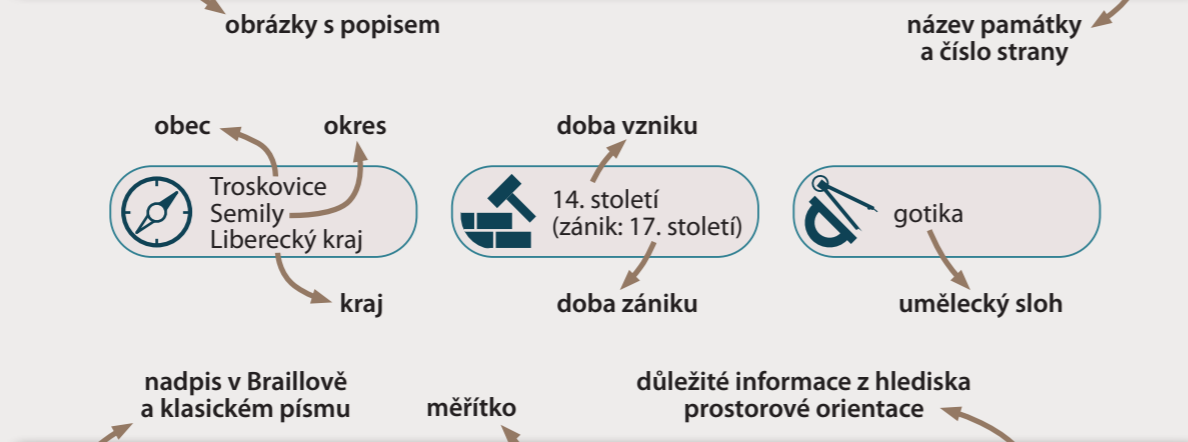 obrázky s popisem
název památky
a číslo strany
obec
okres
doba vzniku
Troskovice
Semily
Liberecký kraj
14. století
(zánik: 17. století)
gotika
kraj
doba zániku
umělecký sloh
nadpis v Braillově
a klasickém písmu
měřítko
důležité informace z hlediska
prostorové orientace